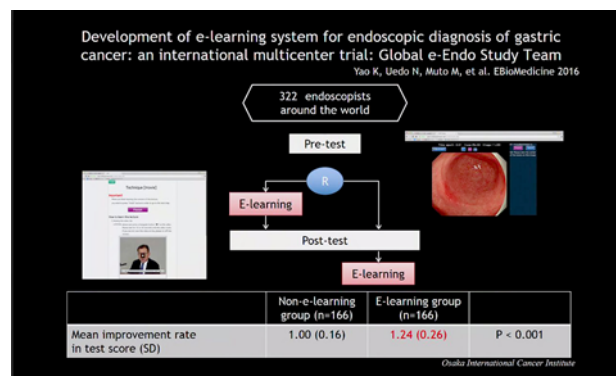 Development of e-learning system for endoscopic diagnosis of gastric
cancer: an international multicenter trial: Global e-Endo Study Team
Yao K, Uedo N, Muto M, et al. EBioMedicine 2016
322 endoscopists
around the world
Pre-test
R
E-learning
Post-test
E-learning
Technique [movie]
Non-e-learning
group (n=166)
E-learning group
(n=166)
Mean improvement rate
in test score (SD)
1.00 (0.16)
1.24 (0.26)
P < 0.001
Osaka International Cancer Institute